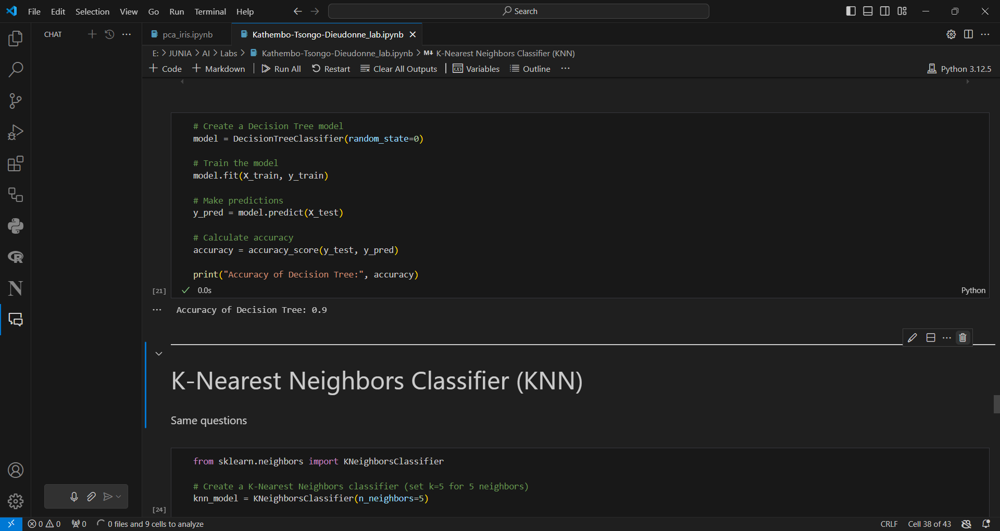 File Edit Selection View Go Run Terminal Help
Search
CHAT
pca_iris.ipynb
Kathembo-Tsongo-Dieudonne_lab.ipynb
E: > JUNIA > AI > Labs > Kathembo-Tsongo-Dieudonne_lab.ipynb > M↓ K-Nearest Neighbors Classifier (KNN)
+ Code + Markdown Run All Restart Clear All Outputs Variables Outline ... Python 3.12.5
# Create a Decision Tree model
model = DecisionTreeClassifier(random_state=0)
# Train the model
model.fit(X_train, y_train)
# Make predictions
y_pred = model.predict(X_test)
# Calculate accuracy
accuracy = accuracy_score(y_test, y_pred)
print("Accuracy of Decision Tree:", accuracy)
[21] 0.0s Python
... Accuracy of Decision Tree: 0.9
K-Nearest Neighbors Classifier (KNN)
Same questions
from sklearn.neighbors import KNeighborsClassifier
# Create a K-Nearest Neighbors classifier (set k=5 for 5 neighbors)
knn_model = KNeighborsClassifier(n_neighbors=5)
[24]
0 0 0 0 files and 9 cells to analyze CRLF Cell 38 of 43